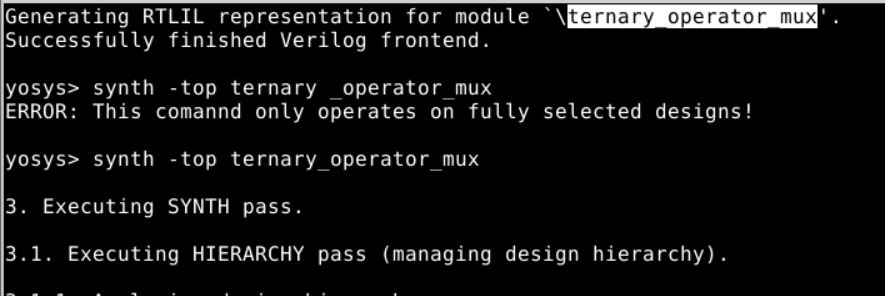 Generating RTLIL representation for module `\ternary_operator_mux'.
Successfully finished Verilog frontend.
yosys> synth -top ternary _operator_mux
ERROR: This comannd only operates on fully selected designs!
yosys> synth -top ternary_operator_mux
3. Executing SYNTH pass.
3.1. Executing HIERARCHY pass (managing design hierarchy).